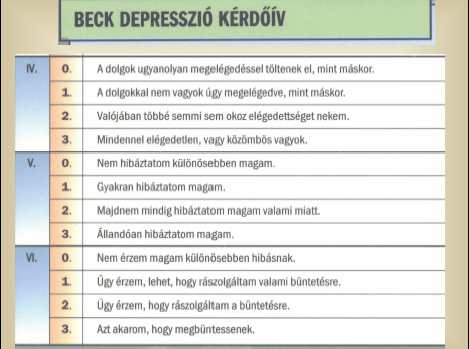 BECK DEPRESSZIÓ KÉRDŐÍV
IV. 0. A dolgok ugyanolyan megelégedéssel töltenek el, mint máskor.
1. A dolgokkal nem vagyok úgy megelégedve, mint máskor.
2. Valójában többé semmi sem okoz elégedettséget nekem.
3. Mindennel elégedetlen, vagy közömbös vagyok.
V. 0. Nem hibáztatom különösebben magam.
1. Gyakran hibáztatom magam.
2. Majdnem mindig hibáztatom magam valami miatt.
3. Állandóan hibáztatom magam.
VI. 0. Nem érzem magam különösebben hibásnak.
1. Úgy érzem, lehet, hogy rászolgáltam valami büntetésre.
2. Úgy érzem, hogy rászolgáltam a büntetésre.
3. Azt akarom, hogy megbüntessenek.